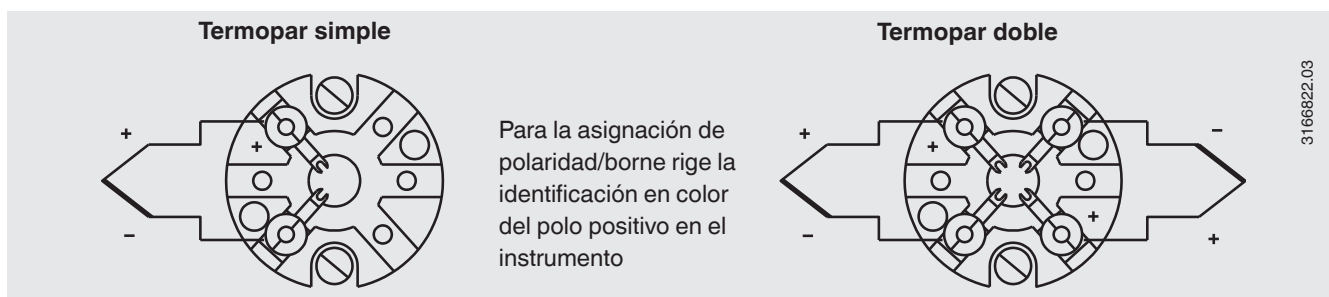 Termopar simple
Termopar doble
+
+
−
Para la asignación de
polaridad/borne rige la
identificación en color
del polo positivo en el
instrumento
+
+
−
−
+
+
3166822.03